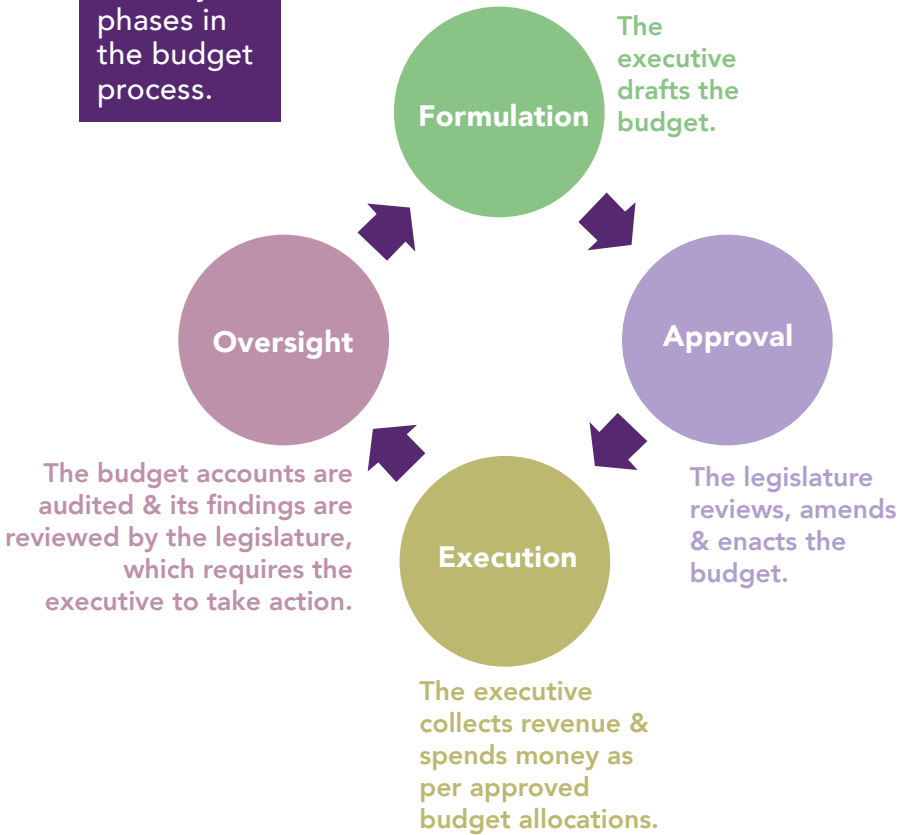 phases in
the budget
process.
Formulation
The
executive
drafts the
budget.
Approval
The legislature
reviews, amends
& enacts the
budget.
Execution
The executive
collects revenue &
spends money as
per approved
budget allocations.
Oversight
The budget accounts are
audited & its findings are
reviewed by the legislature,
which requires the
executive to take action.